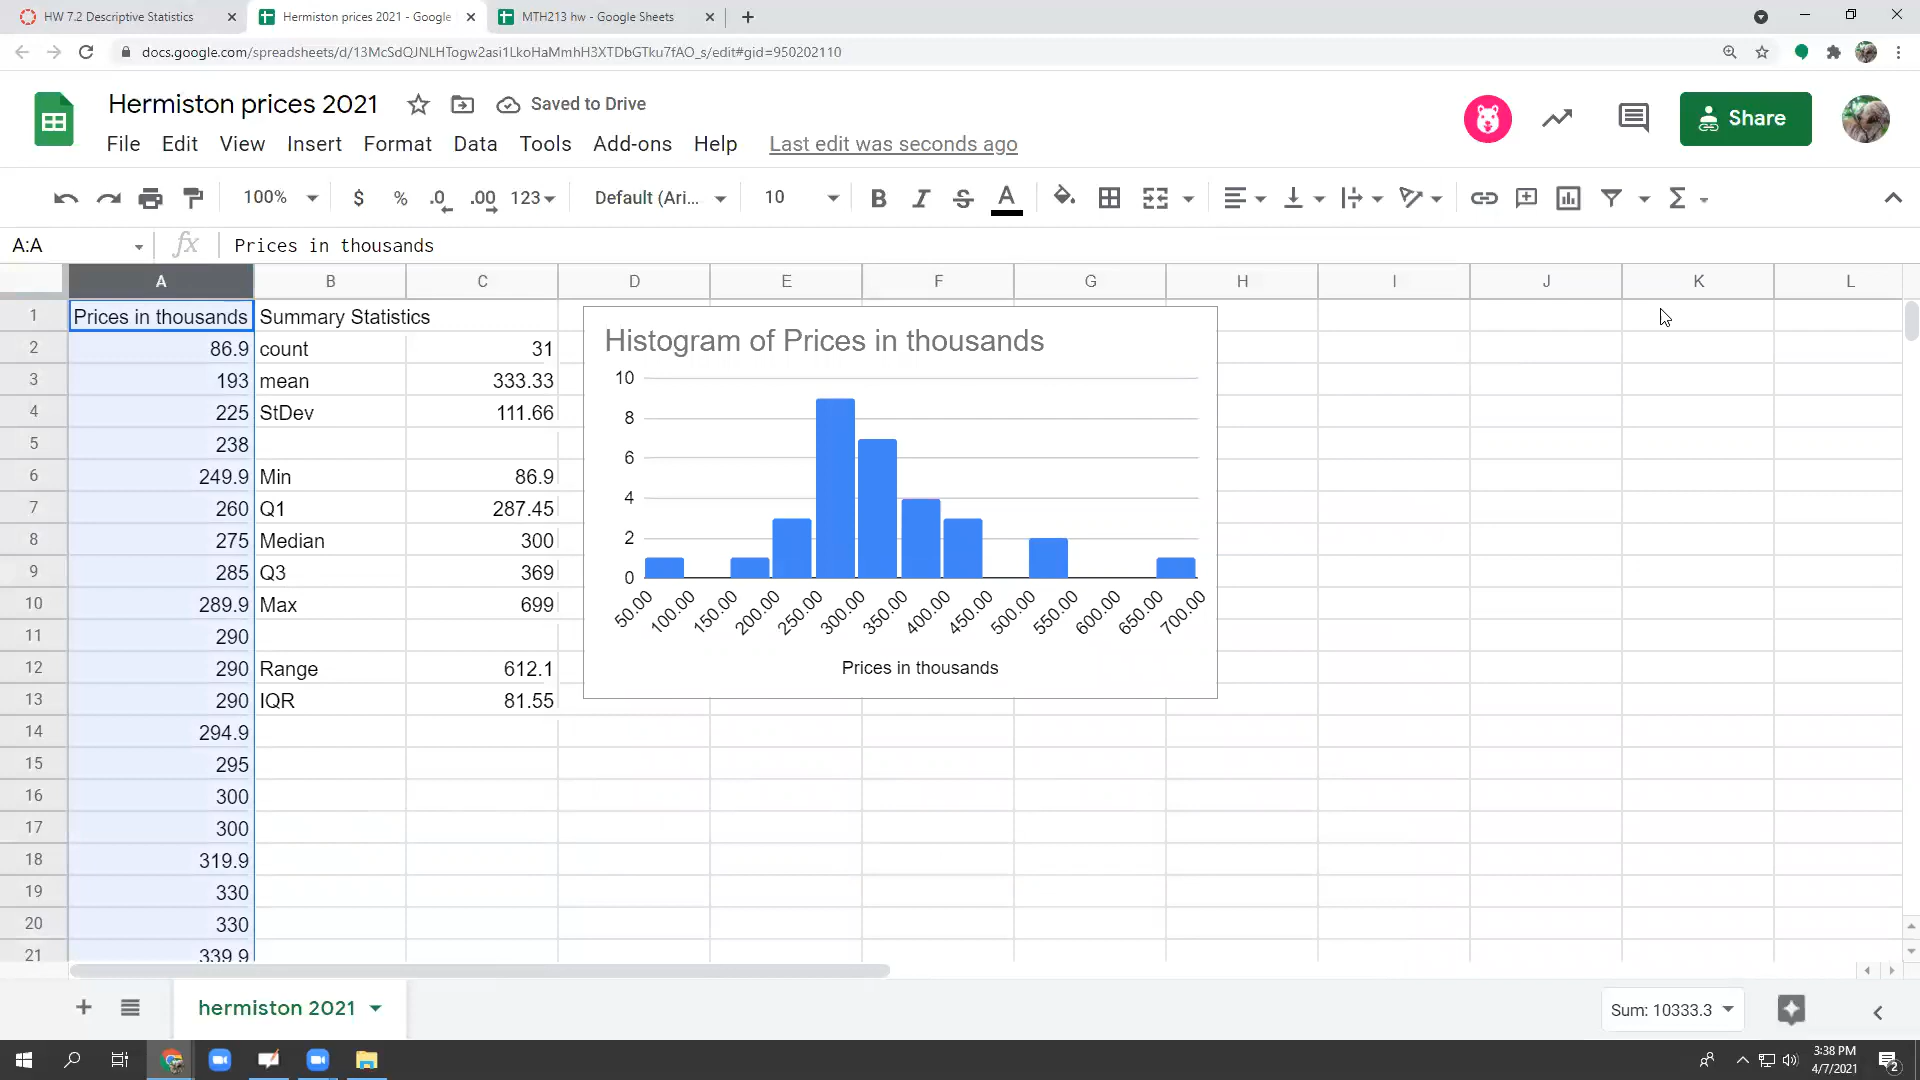 HW 7.2 Descriptive Statistics
Hermiston prices 2021 - Google
MTH213 hw - Google Sheets
docs.google.com/spreadsheets/d/13McSdQJNLHTogw2asi1LkoHaMmhH3XTDbGTku7fAO_s/edit#gid=950202110
Hermiston prices 2021
Saved to Drive
Share
File Edit View Insert Format Data Tools Add-ons Help Last edit was seconds ago
100% $ % .0 .00 123 Default (Ari... 10 B I S A
A:A fx Prices in thousands
A B C D E F G H I J K L
1 Prices in thousands Summary Statistics
2 86.9 count 31
3 193 mean 333.33
4 225 StDev 111.66
5 238
6 249.9 Min 86.9
7 260 Q1 287.45
8 275 Median 300
9 285 Q3 369
10 289.9 Max 699
11 290
12 290 Range 612.1
13 290 IQR 81.55
14 294.9
15 295
16 300
17 300
18 319.9
19 330
20 330
21 339.9
Histogram of Prices in thousands
10
8
6
4
2
0
50.00 100.00 150.00 200.00 250.00 300.00 350.00 400.00 450.00 500.00 550.00 600.00 650.00 700.00
Prices in thousands
hermiston 2021
Sum: 10333.3
3:38 PM
4/7/2021
2